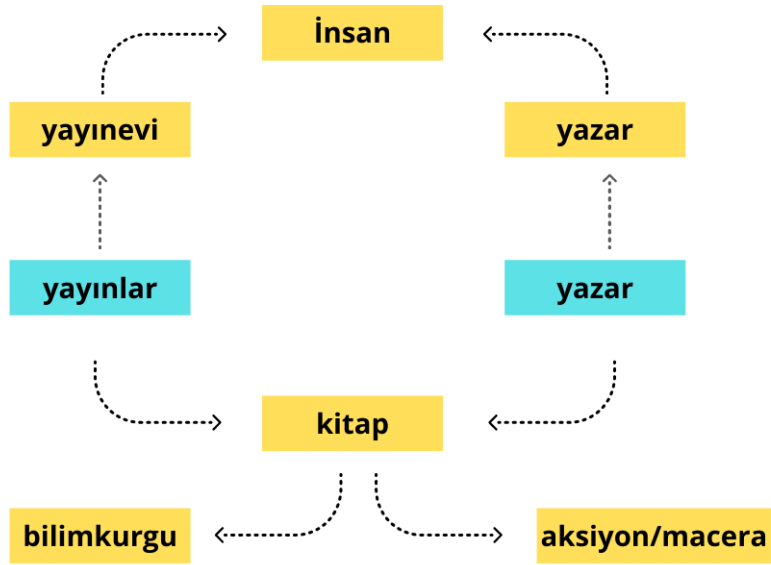 İnsan
yayınevi
yazar
yayınlar
yazar
kitap
bilimkurgu
aksiyon/macera